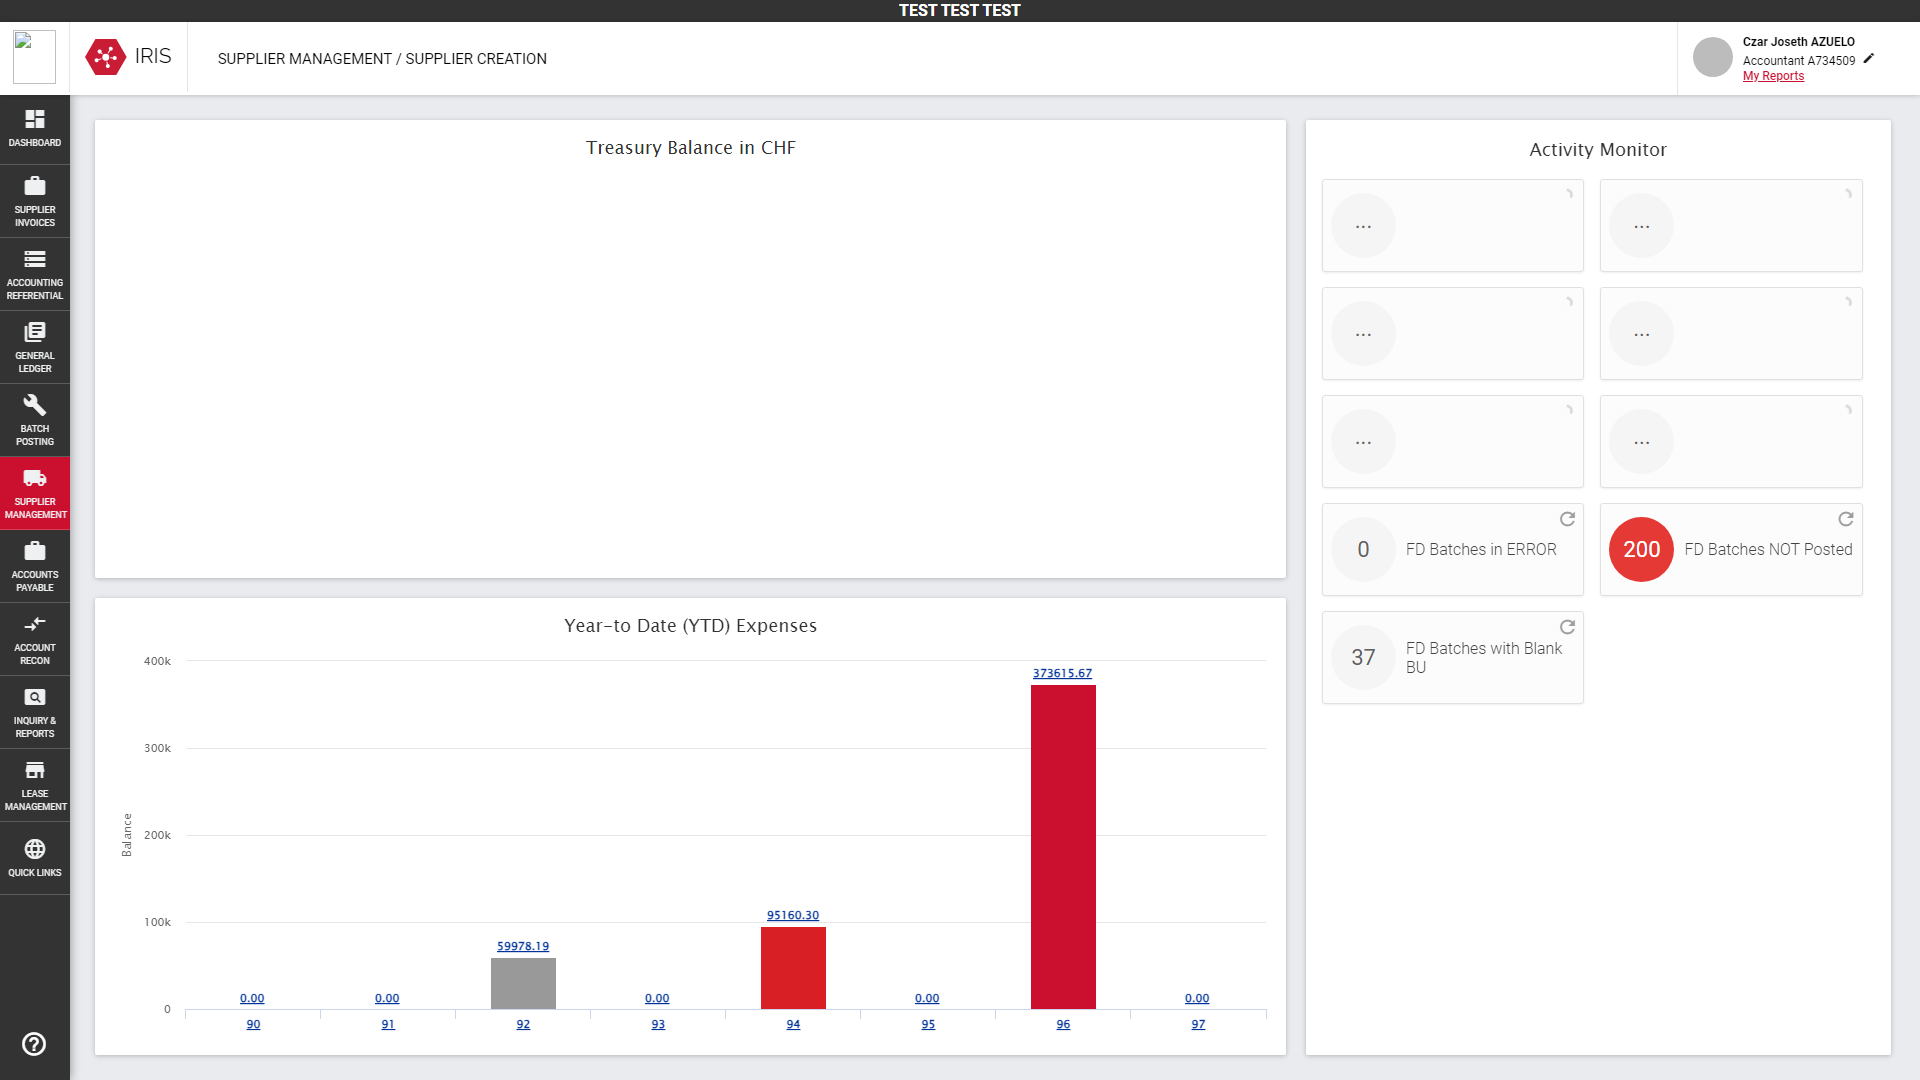 TEST TEST TEST
IRIS
SUPPLIER MANAGEMENT / SUPPLIER CREATION
Czar Joseth AZUELO
Accountant A734509
My Reports
DASHBOARD
SUPPLIER
INVOICES
ACCOUNTING
REFERENTIAL
GENERAL
LEDGER
BATCH
POSTING
SUPPLIER
MANAGEMENT
ACCOUNTS
PAYABLE
ACCOUNT
RECON
INQUIRY &
REPORTS
LEASE
MANAGEMENT
QUICK LINKS
Treasury Balance in CHF
Year-to Date (YTD) Expenses
Balance
400k
300k
200k
100k
0
0.00
0.00
59978.19
0.00
95160.30
0.00
373615.67
0.00
90
91
92
93
94
95
96
97
Activity Monitor
...
...
...
...
...
...
0
FD Batches in ERROR
200
FD Batches NOT Posted
37
FD Batches with Blank
BU